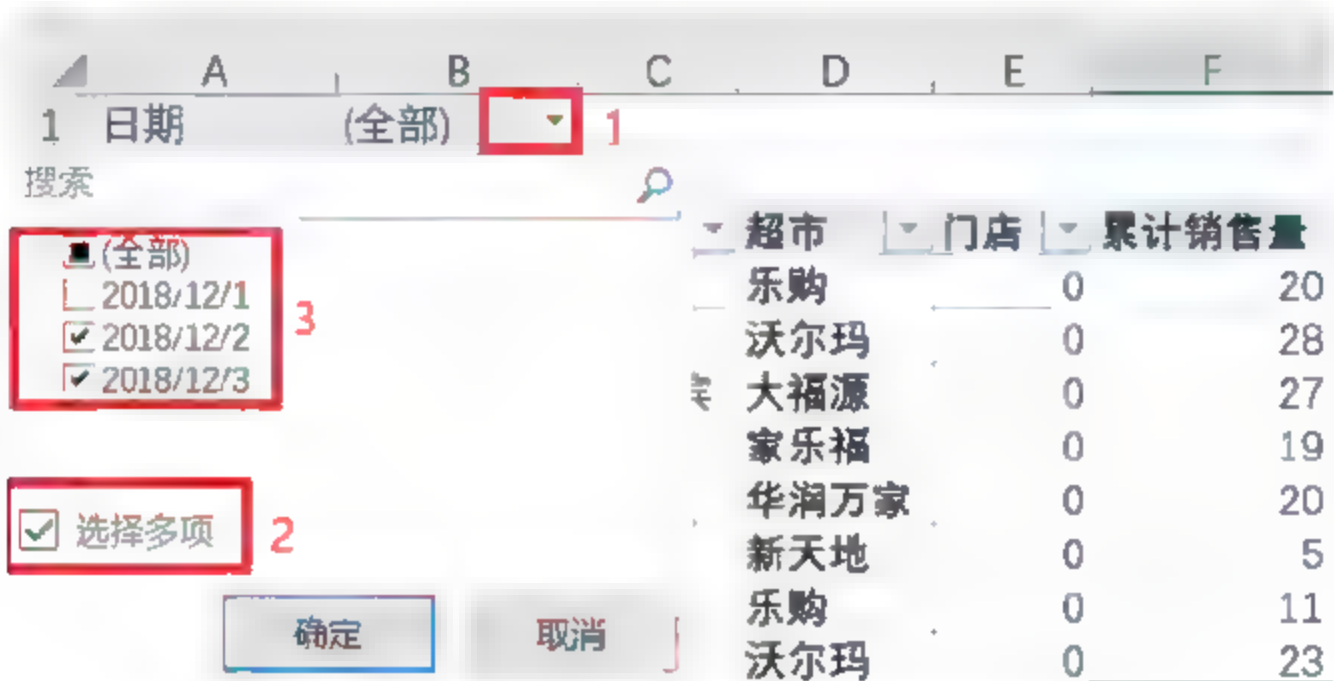 A B C D E F
1 日期 (全部) 1
搜索
超市 门店 累计销售量
(全部)
乐购 0 20
2018/12/1
3
沃尔玛 0 28
2018/12/2
2018/12/3
大福源 0 27
家乐福 0 19
华润万家 0 20
选择多项 2
新天地 0 5
乐购 0 11
确定 取消
沃尔玛 0 23